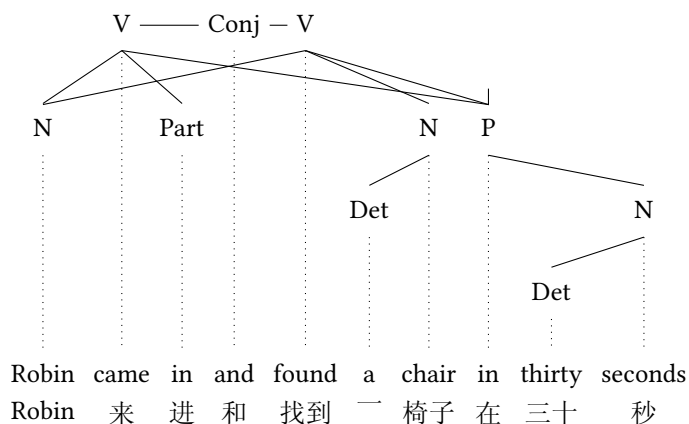 V Conj V
N Part N P
Det N
Det
Robin came in and found a chair in thirty seconds
Robin 来 进 和 找到 一 椅子 在 三十 秒